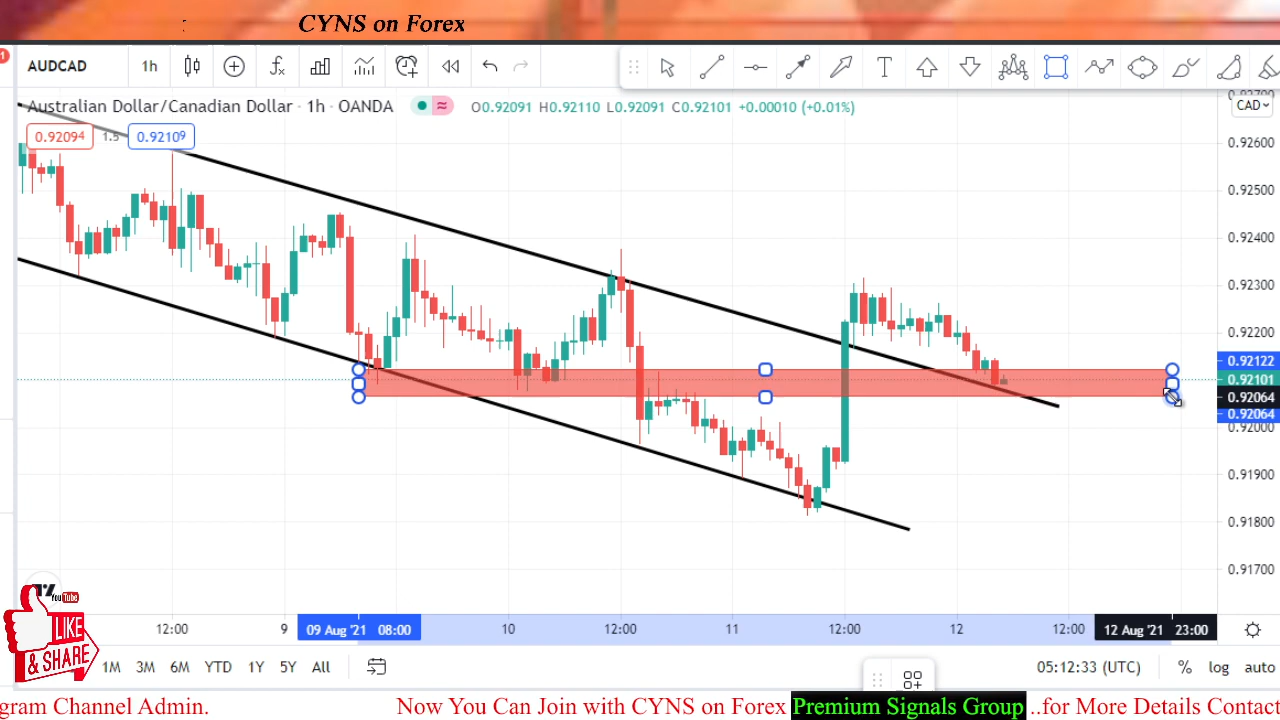 CYNS on Forex
AUDCAD 1h
Australian Dollar/Canadian Dollar · 1h · OANDA O0.92091 H0.92110 L0.92091 C0.92101 +0.00010 (+0.01%)
0.92094 1.5 0.92109
CAD
0.92600
0.92500
0.92400
0.92300
0.92200
0.92122
0.92101
0.92064
0.92064
0.92000
0.91900
0.91800
0.91700
12:00 9 09 Aug '21 08:00 10 12:00 11 12:00 12 12:00 12 Aug '21 23:00
YouTube
LIKE
& SHARE
1M 3M 6M YTD 1Y 5Y All 05:12:33 (UTC) % log auto
gram Channel Admin. Now You Can Join with CYNS on Forex Premium Signals Group ..for More Details Contact